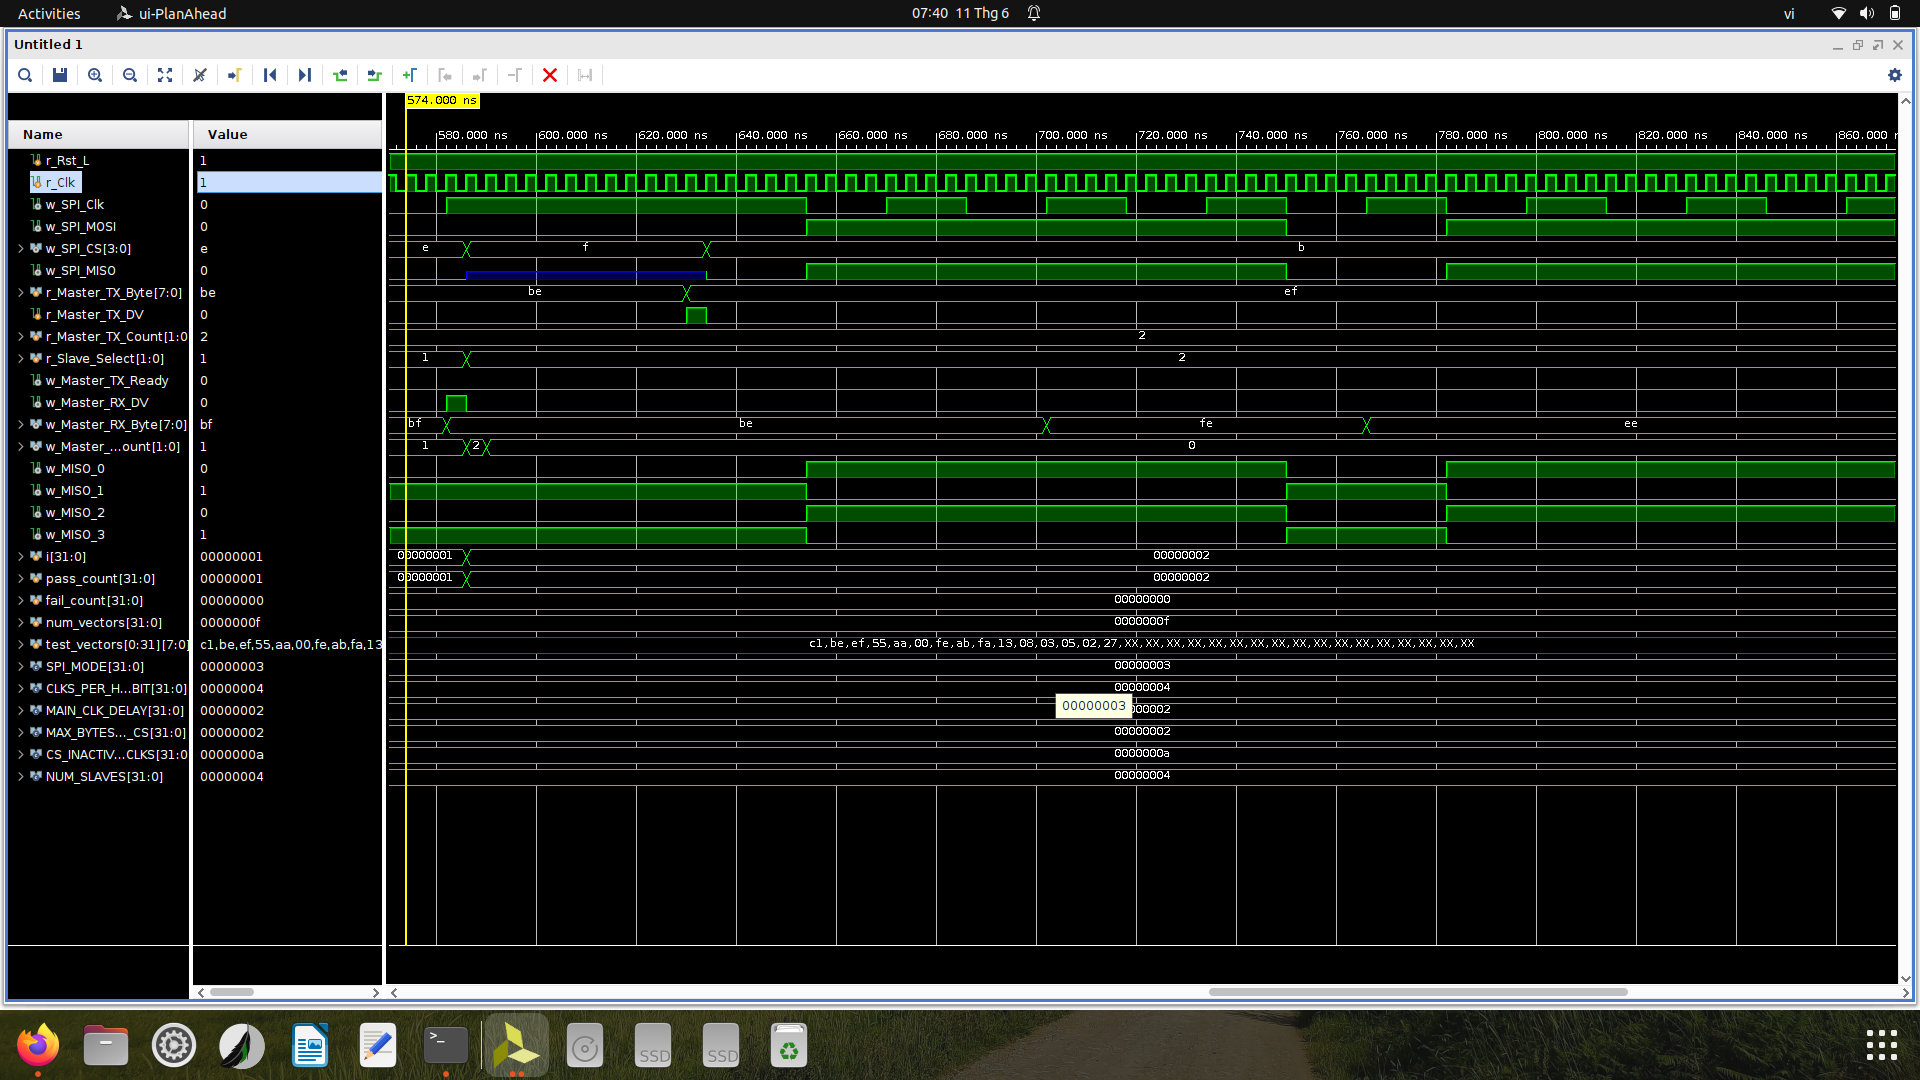 Activities ui-PlanAhead 07:40 11 Thg 6 vi
Untitled 1
574.000 ns
Name Value
580.000 ns 600.000 ns 620.000 ns 640.000 ns 660.000 ns 680.000 ns 700.000 ns 720.000 ns 740.000 ns 760.000 ns 780.000 ns 800.000 ns 820.000 ns 840.000 ns 860.000 n
r_Rst_L 1
r_Clk 1
w_SPI_Clk 0
w_SPI_MOSI 0
w_SPI_CS[3:0] e e f b
w_SPI_MISO 0
r_Master_TX_Byte[7:0] be be ef
r_Master_TX_DV 0
r_Master_TX_Count[1:0 2 2
r_Slave_Select[1:0] 1 1 2
w_Master_TX_Ready 0
w_Master_RX_DV 0
w_Master_RX_Byte[7:0] bf bf be fe ee
w_Master_...ount[1:0] 1 1 2 0
w_MISO_0 0
w_MISO_1 1
w_MISO_2 0
w_MISO_3 1
i[31:0] 00000001 00000001 00000002
pass_count[31:0] 00000001 00000001 00000002
fail_count[31:0] 00000000 00000000
num_vectors[31:0] 0000000f 0000000f
test_vectors[0:31][7:0] c1,be,ef,55,aa,00,fe,ab,fa,13 c1,be,ef,55,aa,00,fe,ab,fa,13,08,03,05,02,27,XX,XX,XX,XX,XX,XX,XX,XX,XX,XX,XX,XX,XX,XX,XX,XX,XX
SPI_MODE[31:0] 00000003 00000003
CLKS_PER_H...BIT[31:0] 00000004 00000004
MAIN_CLK_DELAY[31:0] 00000002 00000003 00002
MAX_BYTES..._CS[31:0] 00000002 00000002
CS_INACTIV...CLKS[31:0 0000000a 0000000a
NUM_SLAVES[31:0] 00000004 00000004
SSD SSD